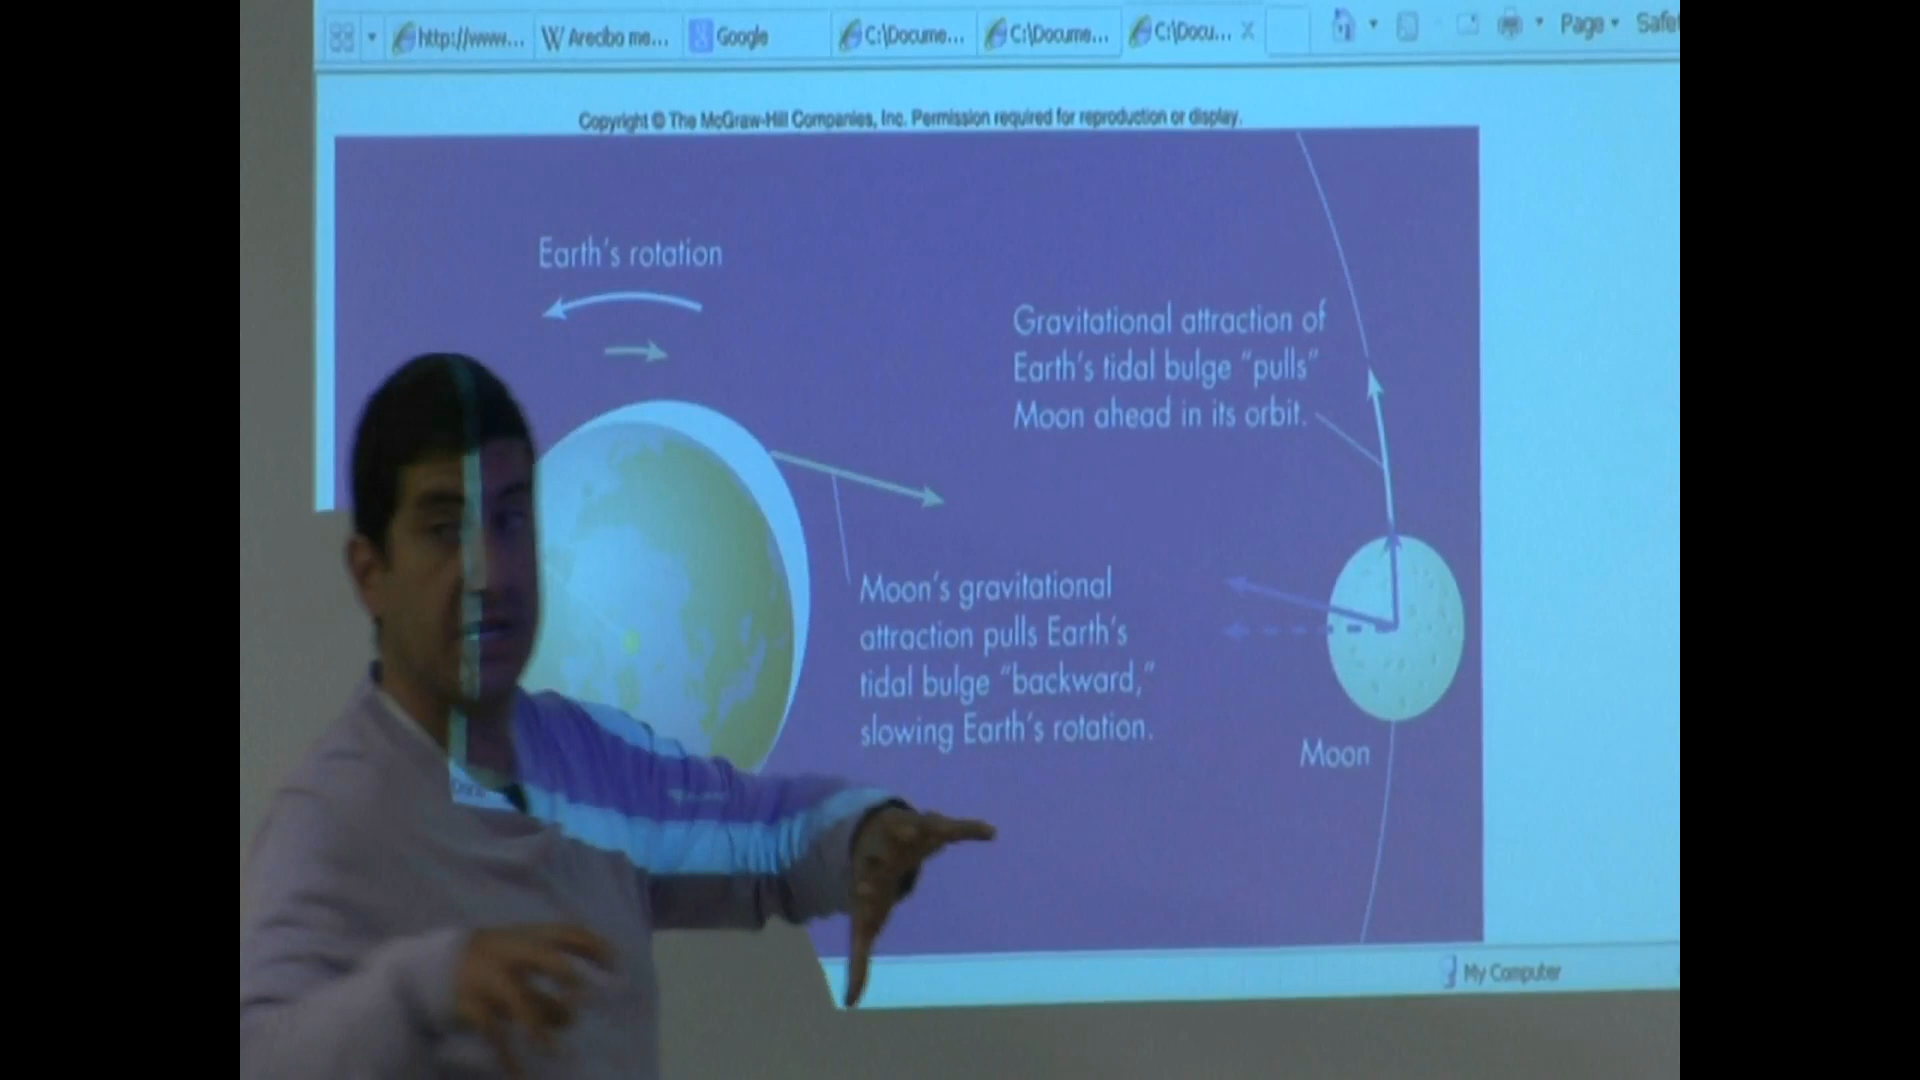 http://www... Arecibo me... Google C:\Docume... C:\Docume... C:\Docu... Page
Copyright © The McGraw-Hill Companies, Inc. Permission required for reproduction or display.
Earth's rotation
Gravitational attraction of
Earth's tidal bulge "pulls"
Moon ahead in its orbit.
Moon's gravitational
attraction pulls Earth's
tidal bulge "backward,"
slowing Earth's rotation.
Moon
My Computer